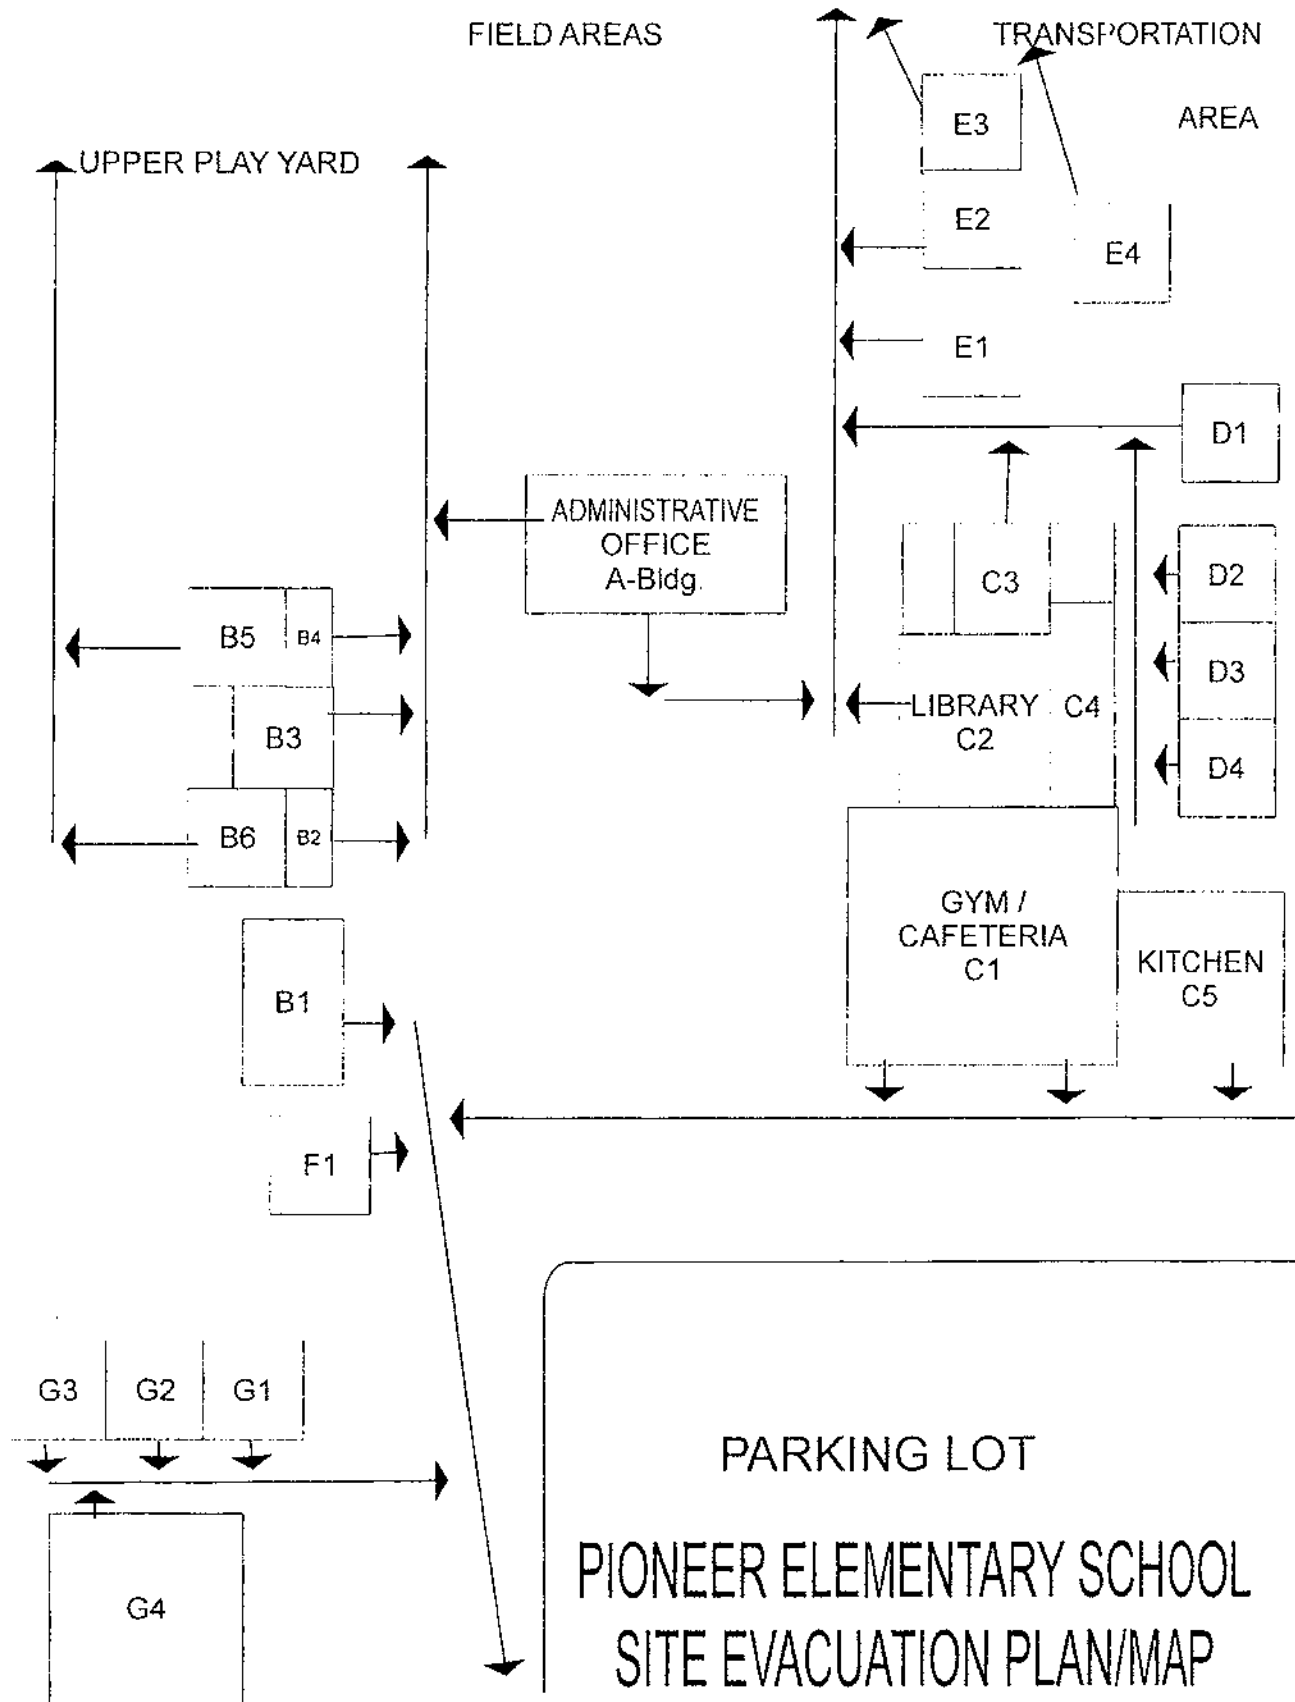 FIELD AREAS
TRANSPORTATION
AREA
UPPER PLAY YARD
E3
E2
E4
E1
D1
ADMINISTRATIVE
OFFICE
A-Bldg.
C3
D2
B5
B4
D3
LIBRARY
C2
C4
B3
D4
B6
B2
GYM /
CAFETERIA
C1
KITCHEN
C5
B1
F1
G3
G2
G1
PARKING LOT
G4
PIONEER ELEMENTARY SCHOOL
SITE EVACUATION PLAN/MAP